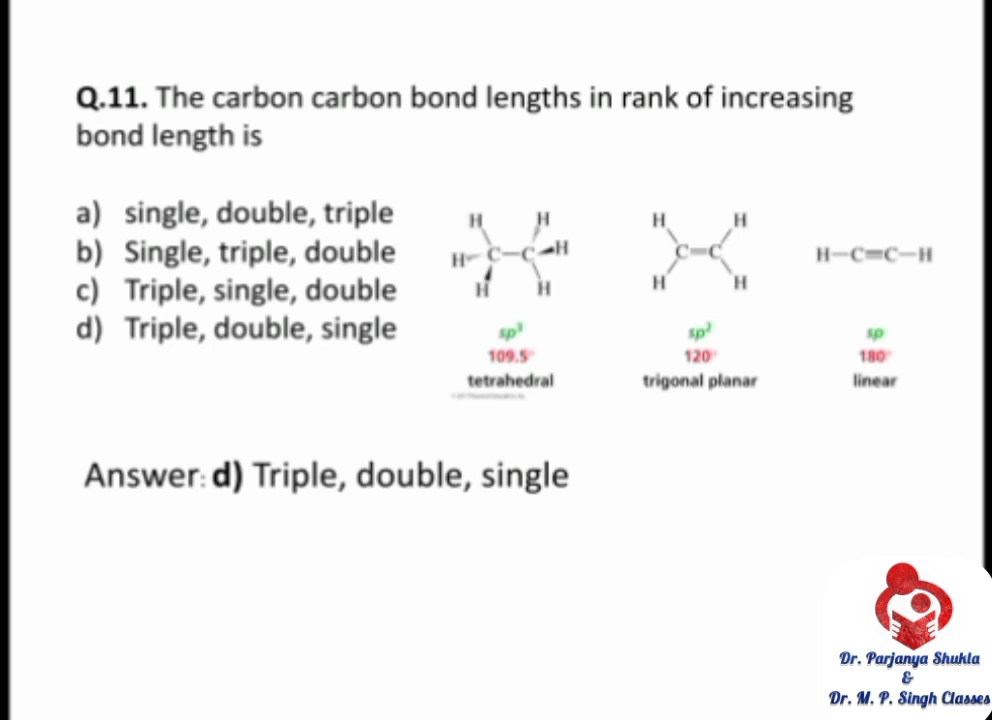 Q.11. The carbon carbon bond lengths in rank of increasing
bond length is
a) single, double, triple
b) Single, triple, double
c) Triple, single, double
d) Triple, double, single
H H
H C–C H
H H
sp³
109.5°
tetrahedral
H H
C=C
H H
sp²
120°
trigonal planar
H–C≡C–H
sp
180°
linear
Answer: d) Triple, double, single
Dr. Parjanya Shukla
&
Dr. M. P. Singh Classes